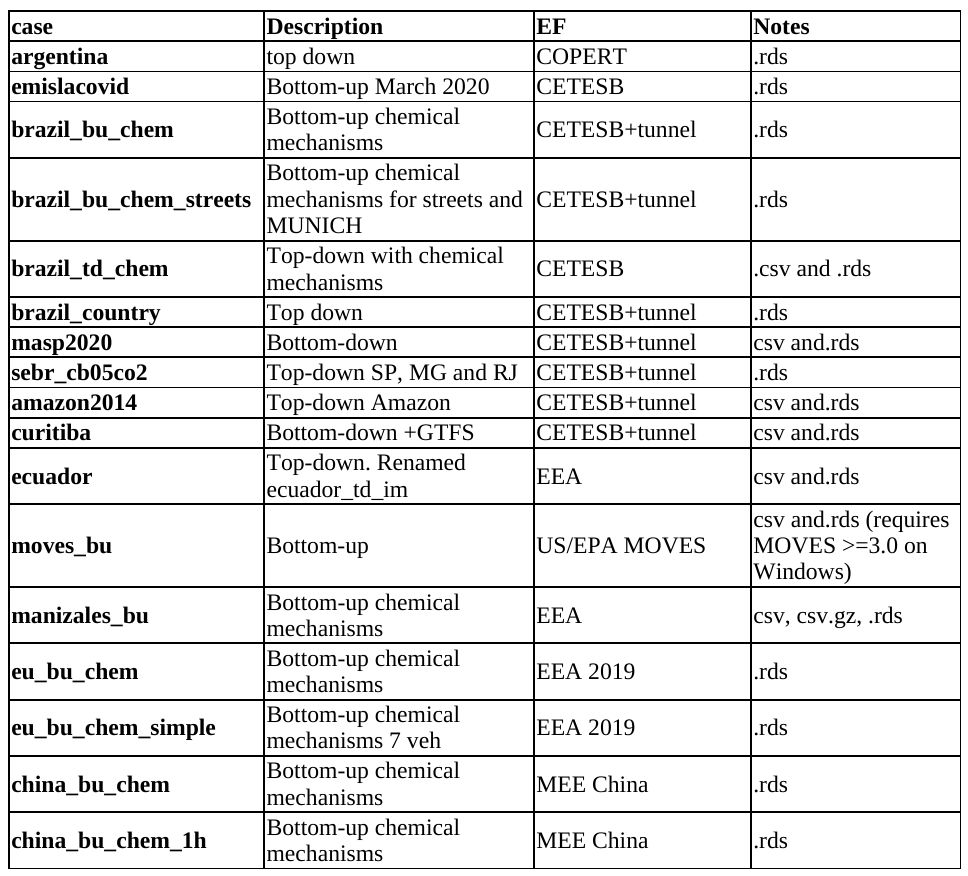 case Description EF Notes
argentina top down COPERT .rds
emislacovid Bottom-up March 2020 CETESB .rds
brazil_bu_chem Bottom-up chemical mechanisms CETESB+tunnel .rds
brazil_bu_chem_streets Bottom-up chemical mechanisms for streets and MUNICH CETESB+tunnel .rds
brazil_td_chem Top-down with chemical mechanisms CETESB .csv and .rds
brazil_country Top down CETESB+tunnel .rds
masp2020 Bottom-down CETESB+tunnel csv and.rds
sebr_cb05co2 Top-down SP, MG and RJ CETESB+tunnel .rds
amazon2014 Top-down Amazon CETESB+tunnel csv and.rds
curitiba Bottom-down +GTFS CETESB+tunnel csv and.rds
ecuador Top-down. Renamed ecuador_td_im EEA csv and.rds
moves_bu Bottom-up US/EPA MOVES csv and.rds (requires MOVES >=3.0 on Windows)
manizales_bu Bottom-up chemical mechanisms EEA csv, csv.gz, .rds
eu_bu_chem Bottom-up chemical mechanisms EEA 2019 .rds
eu_bu_chem_simple Bottom-up chemical mechanisms 7 veh EEA 2019 .rds
china_bu_chem Bottom-up chemical mechanisms MEE China .rds
china_bu_chem_1h Bottom-up chemical mechanisms MEE China .rds